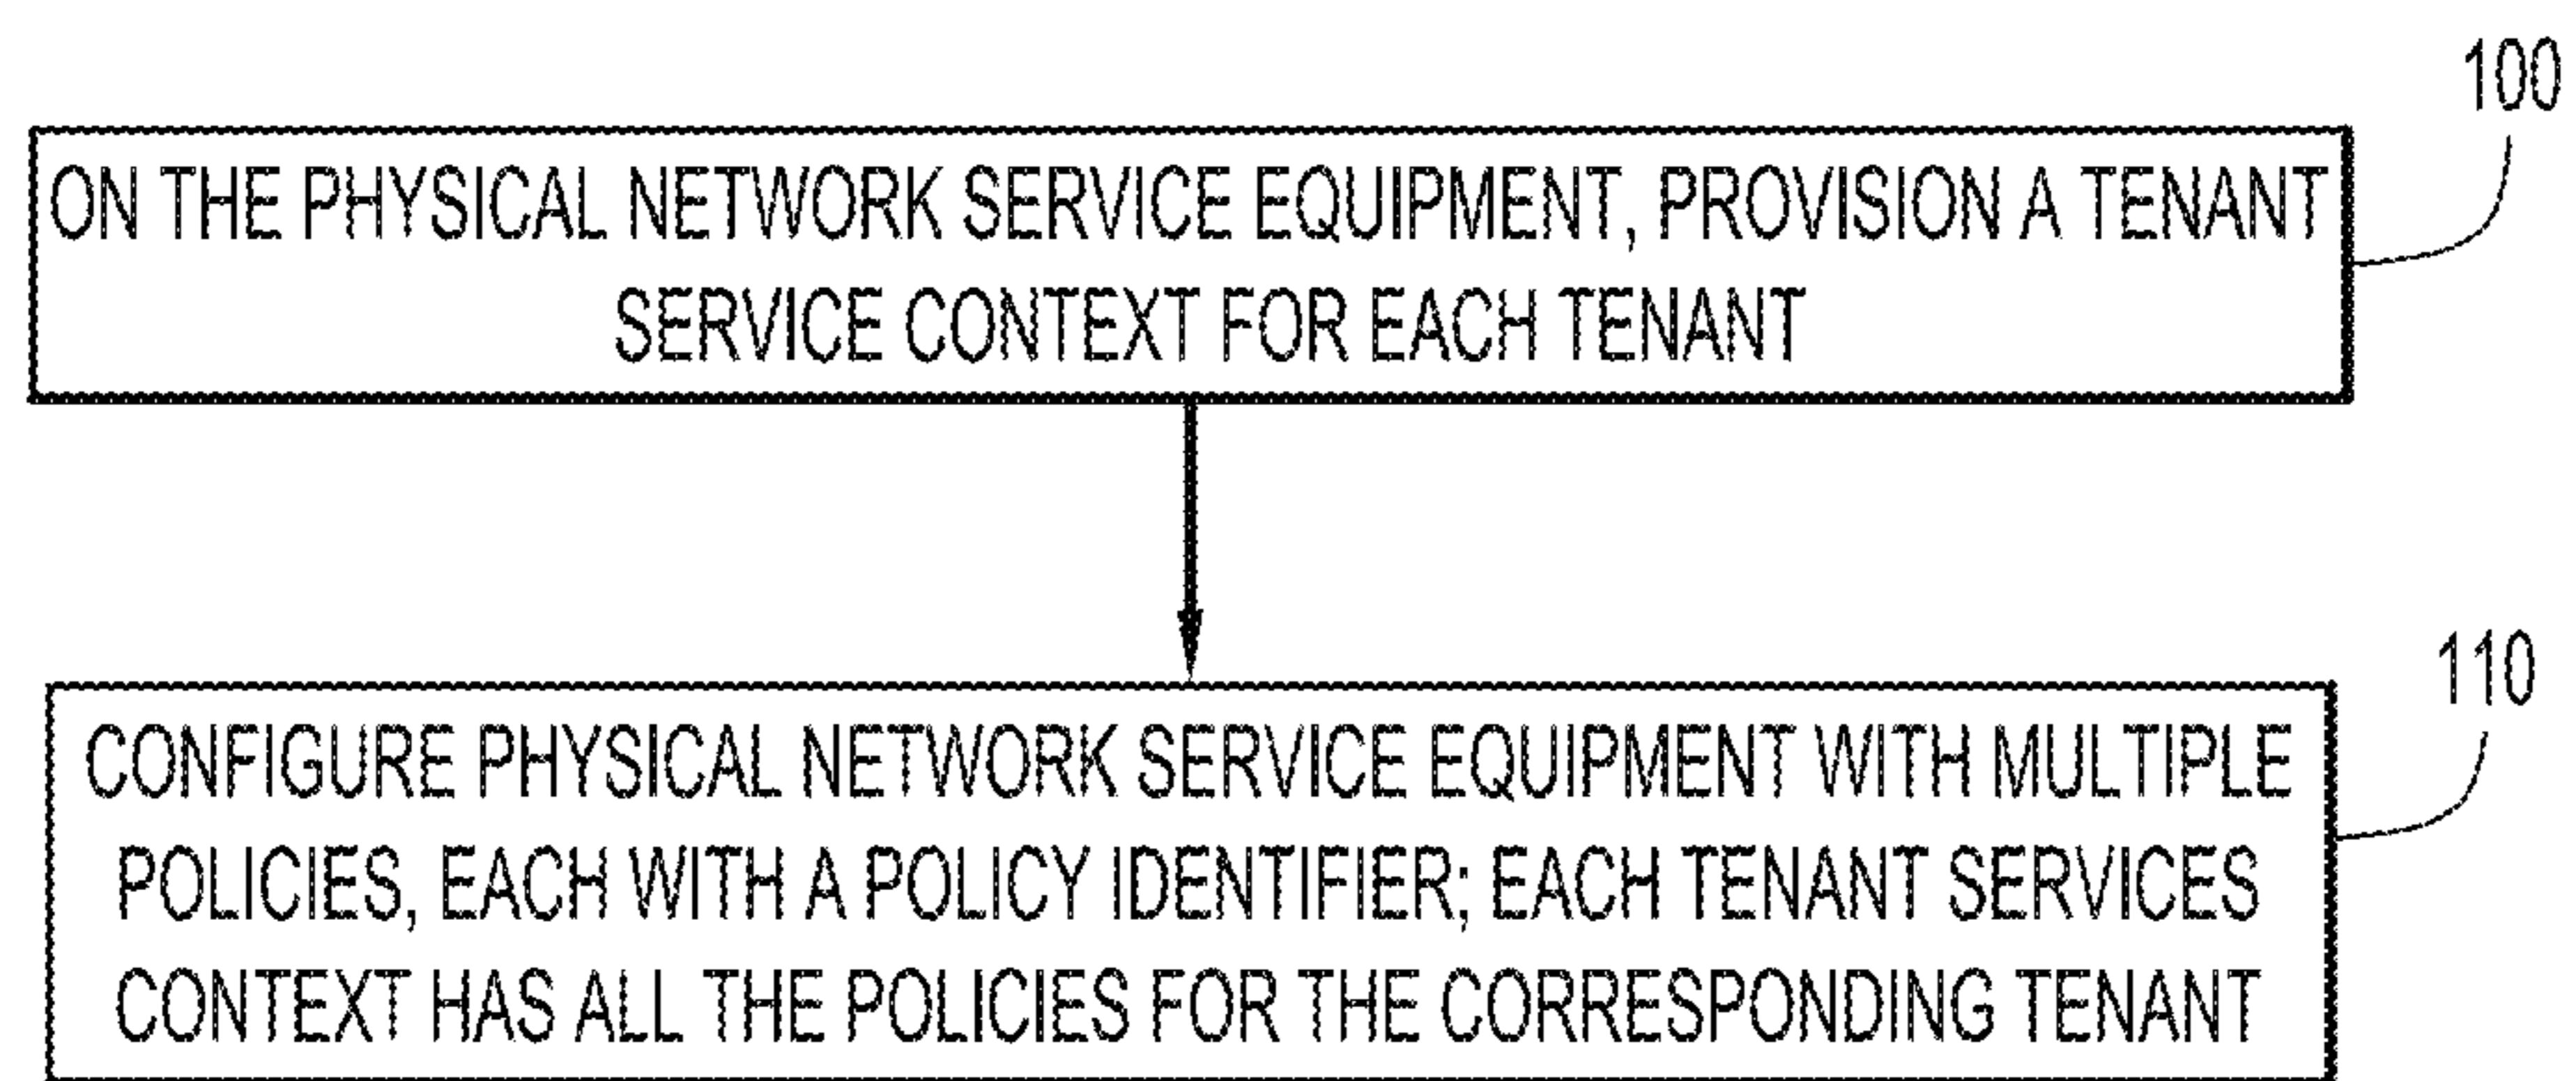 100
ON THE PHYSICAL NETWORK SERVICE EQUIPMENT, PROVISION A TENANT
SERVICE CONTEXT FOR EACH TENANT
110
CONFIGURE PHYSICAL NETWORK SERVICE EQUIPMENT WITH MULTIPLE
POLICIES, EACH WITH A POLICY IDENTIFIER; EACH TENANT SERVICES
CONTEXT HAS ALL THE POLICIES FOR THE CORRESPONDING TENANT